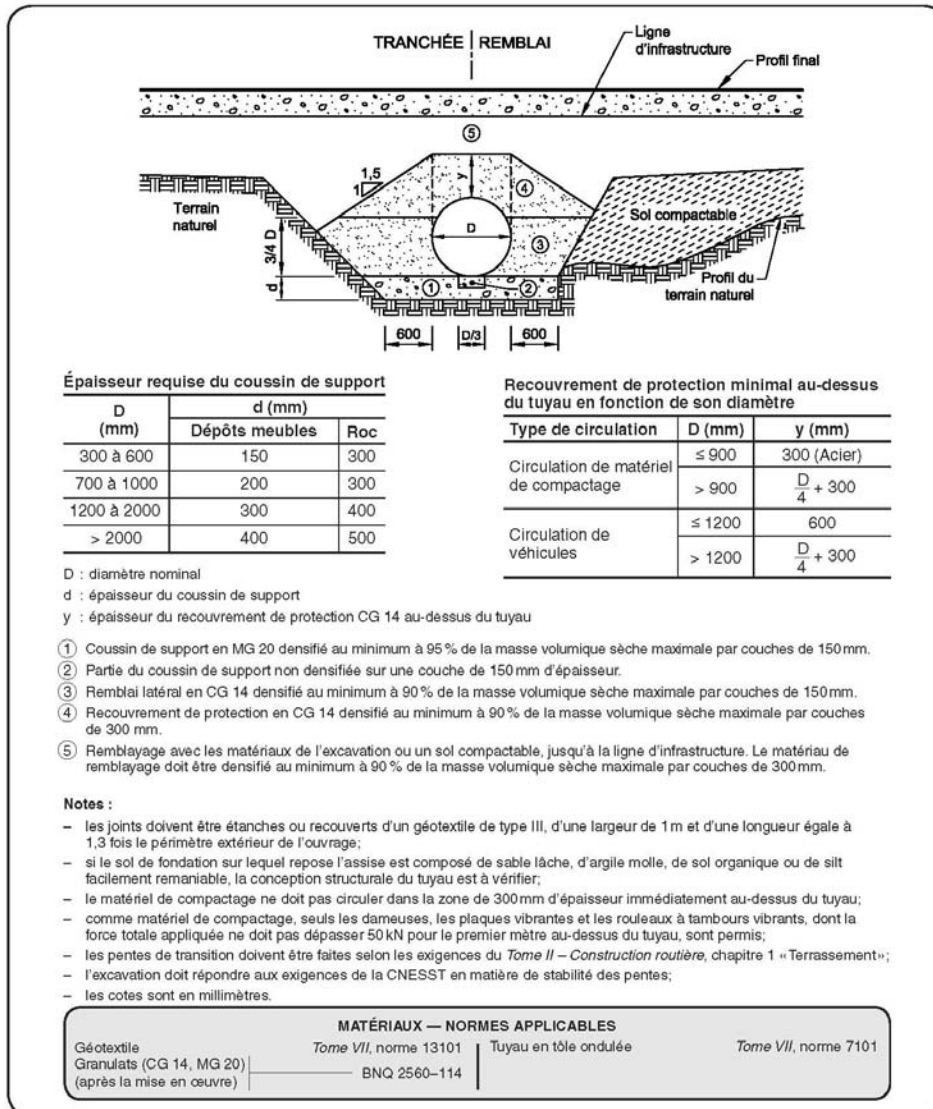 TRANCHÉE | REMBLAI
Ligne
d'infrastructure
Profil final
⑤
1,5
1
y
④
Terrain
naturel
D
Sol compactable
3/4 D
③
d
①
②
Profil du
terrain naturel
600
D/3
600
Épaisseur requise du coussin de support
D
(mm)
d (mm)
Dépôts meubles Roc
300 à 600 150 300
700 à 1000 200 300
1200 à 2000 300 400
> 2000 400 500
Recouvrement de protection minimal au-dessus
du tuyau en fonction de son diamètre
Type de circulation D (mm) y (mm)
Circulation de matériel
de compactage
≤ 900 300 (Acier)
> 900 D/4 + 300
Circulation de
véhicules
≤ 1200 600
> 1200 D/4 + 300
D : diamètre nominal
d : épaisseur du coussin de support
y : épaisseur du recouvrement de protection CG 14 au-dessus du tuyau
① Coussin de support en MG 20 densifié au minimum à 95 % de la masse volumique sèche maximale par couches de 150 mm.
② Partie du coussin de support non densifiée sur une couche de 150 mm d'épaisseur.
③ Remblai latéral en CG 14 densifié au minimum à 90 % de la masse volumique sèche maximale par couches de 150 mm.
④ Recouvrement de protection en CG 14 densifié au minimum à 90 % de la masse volumique sèche maximale par couches
de 300 mm.
⑤ Remblayage avec les matériaux de l'excavation ou un sol compactable, jusqu'à la ligne d'infrastructure. Le matériau de
remblayage doit être densifié au minimum à 90 % de la masse volumique sèche maximale par couches de 300 mm.
Notes :
– les joints doivent être étanches ou recouverts d'un géotextile de type III, d'une largeur de 1 m et d'une longueur égale à
1,3 fois le périmètre extérieur de l'ouvrage;
– si le sol de fondation sur lequel repose l'assise est composé de sable lâche, d'argile molle, de sol organique ou de silt
facilement remaniable, la conception structurale du tuyau est à vérifier;
– le matériel de compactage ne doit pas circuler dans la zone de 300 mm d'épaisseur immédiatement au-dessus du tuyau;
– comme matériel de compactage, seuls les dameuses, les plaques vibrantes et les rouleaux à tambours vibrants, dont la
force totale appliquée ne doit pas dépasser 50 kN pour le premier mètre au-dessus du tuyau, sont permis;
– les pentes de transition doivent être faites selon les exigences du Tome II – Construction routière, chapitre 1 « Terrassement »;
– l'excavation doit répondre aux exigences de la CNESST en matière de stabilité des pentes;
– les cotes sont en millimètres.
MATÉRIAUX — NORMES APPLICABLES
Géotextile Tome VII, norme 13101
Granulats (CG 14, MG 20)
(après la mise en œuvre)
BNQ 2560–114
Tuyau en tôle ondulée Tome VII, norme 7101